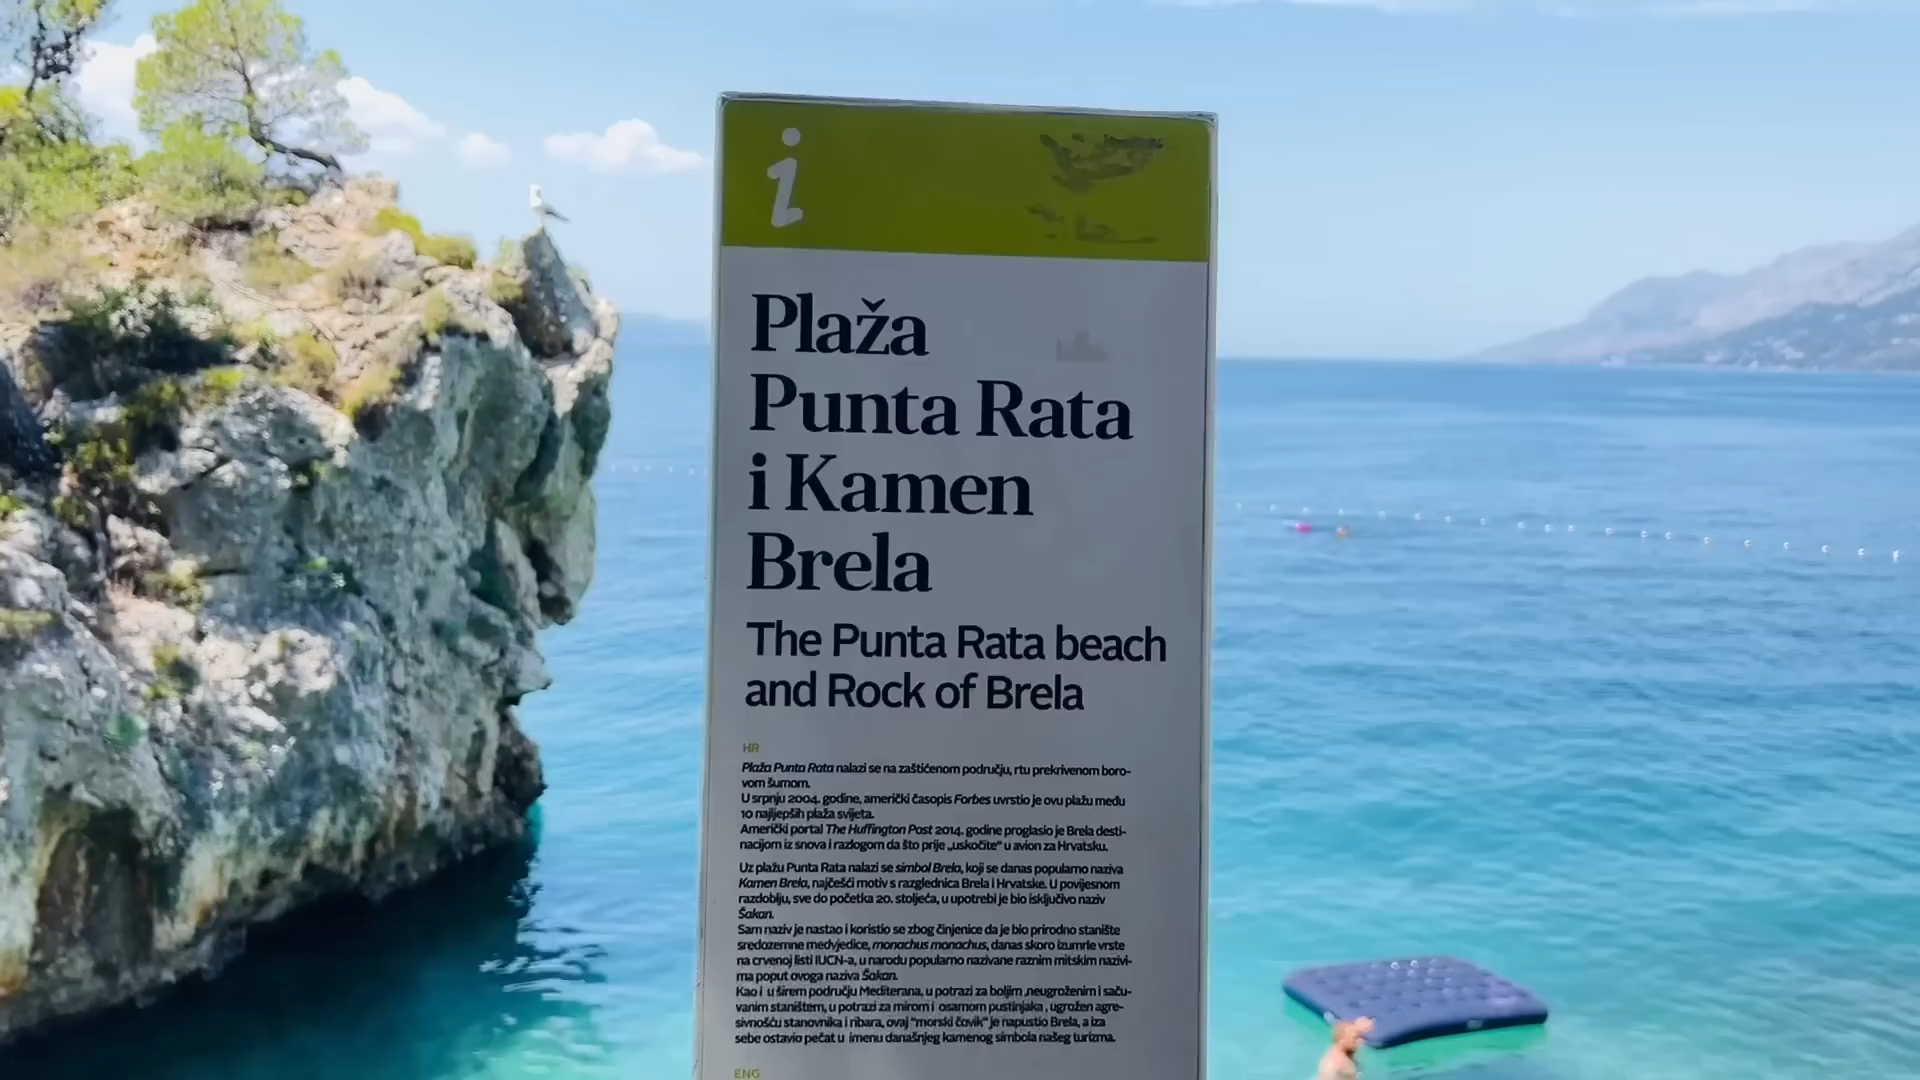 i
Plaža
Punta Rata
i Kamen
Brela
The Punta Rata beach
and Rock of Brela
HR
Plaža Punta Rata nalazi se na zaštićenom području, rtu prekrivenom boro-
vom šumom.
U srpnju 2004. godine, američki časopis Forbes uvrstio je ovu plažu među
10 najljepših plaža svijeta.
Američki portal The Huffington Post 2014. godine proglasio je Brela desti-
nacijom iz snova i razlogom da što prije „uskočite“ u avion za Hrvatsku.
Uz plažu Punta Rata nalazi se simbol Brela, koji se danas popularno naziva
Kamen Brela, najčešći motiv s razglednica Brela i Hrvatske. U povijesnom
razdoblju, sve do početka 20. stoljeća, u upotrebi je bio isključivo naziv
Šakan.
Sam naziv je nastao i koristio se zbog činjenice da je bio prirodno stanište
sredozemne medvjedice, monachus monachus, danas skoro izumrle vrste
na crvenoj listi IUCN-a, u narodu popularno nazivane raznim mitskim nazivi-
ma poput ovoga naziva Šakan.
Kao i u širem području Mediterana, u potrazi za boljim ,neugroženim i saču-
vanim staništem, u potrazi za mirom i osamom pustinjaka , ugrožen agre-
sivnošću stanovnika i ribara, ovaj "morski čovik" je napustio Brela, a iza
sebe ostavio pečat u imenu današnjeg kamenog simbola našeg turizma.
ENG